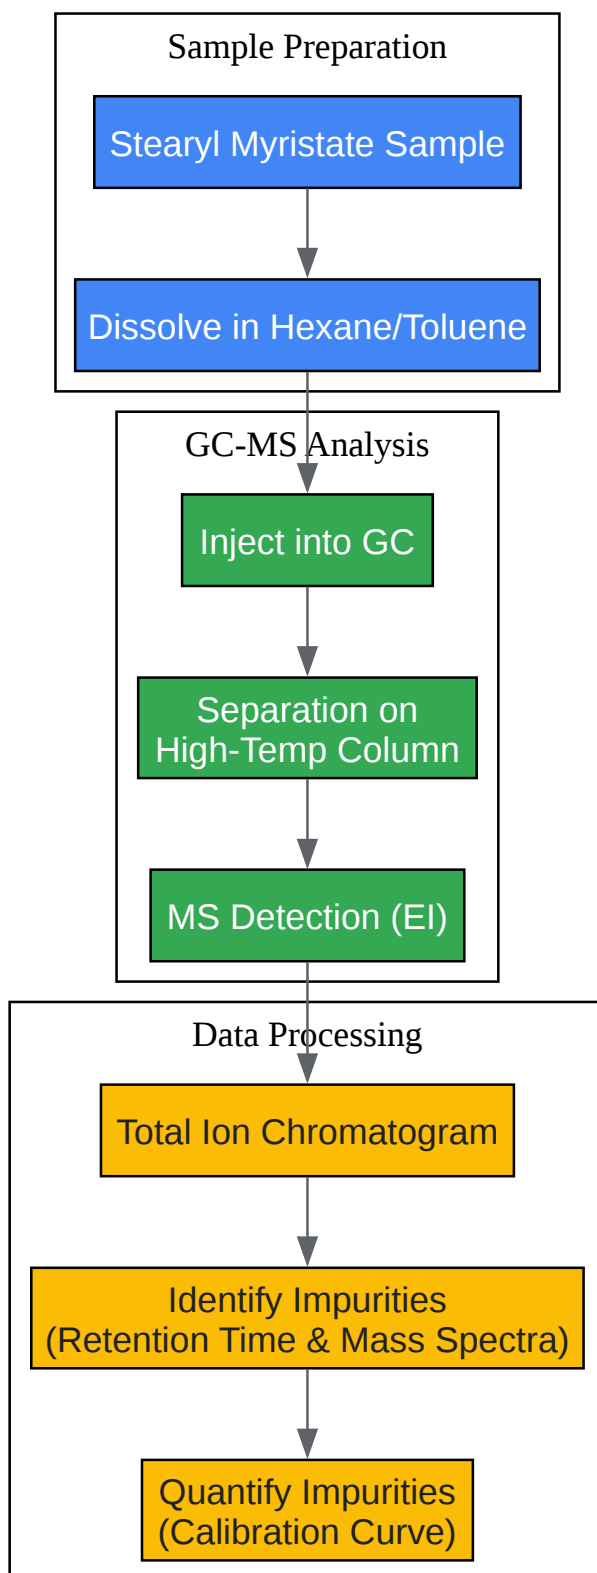 Sample Preparation
Stearyl Myristate Sample
Dissolve in Hexane/Toluene
GC-MS Analysis
Inject into GC
Separation on
High-Temp Column
MS Detection (EI)
Data Processing
Total Ion Chromatogram
Identify Impurities
(Retention Time & Mass Spectra)
Quantify Impurities
(Calibration Curve)